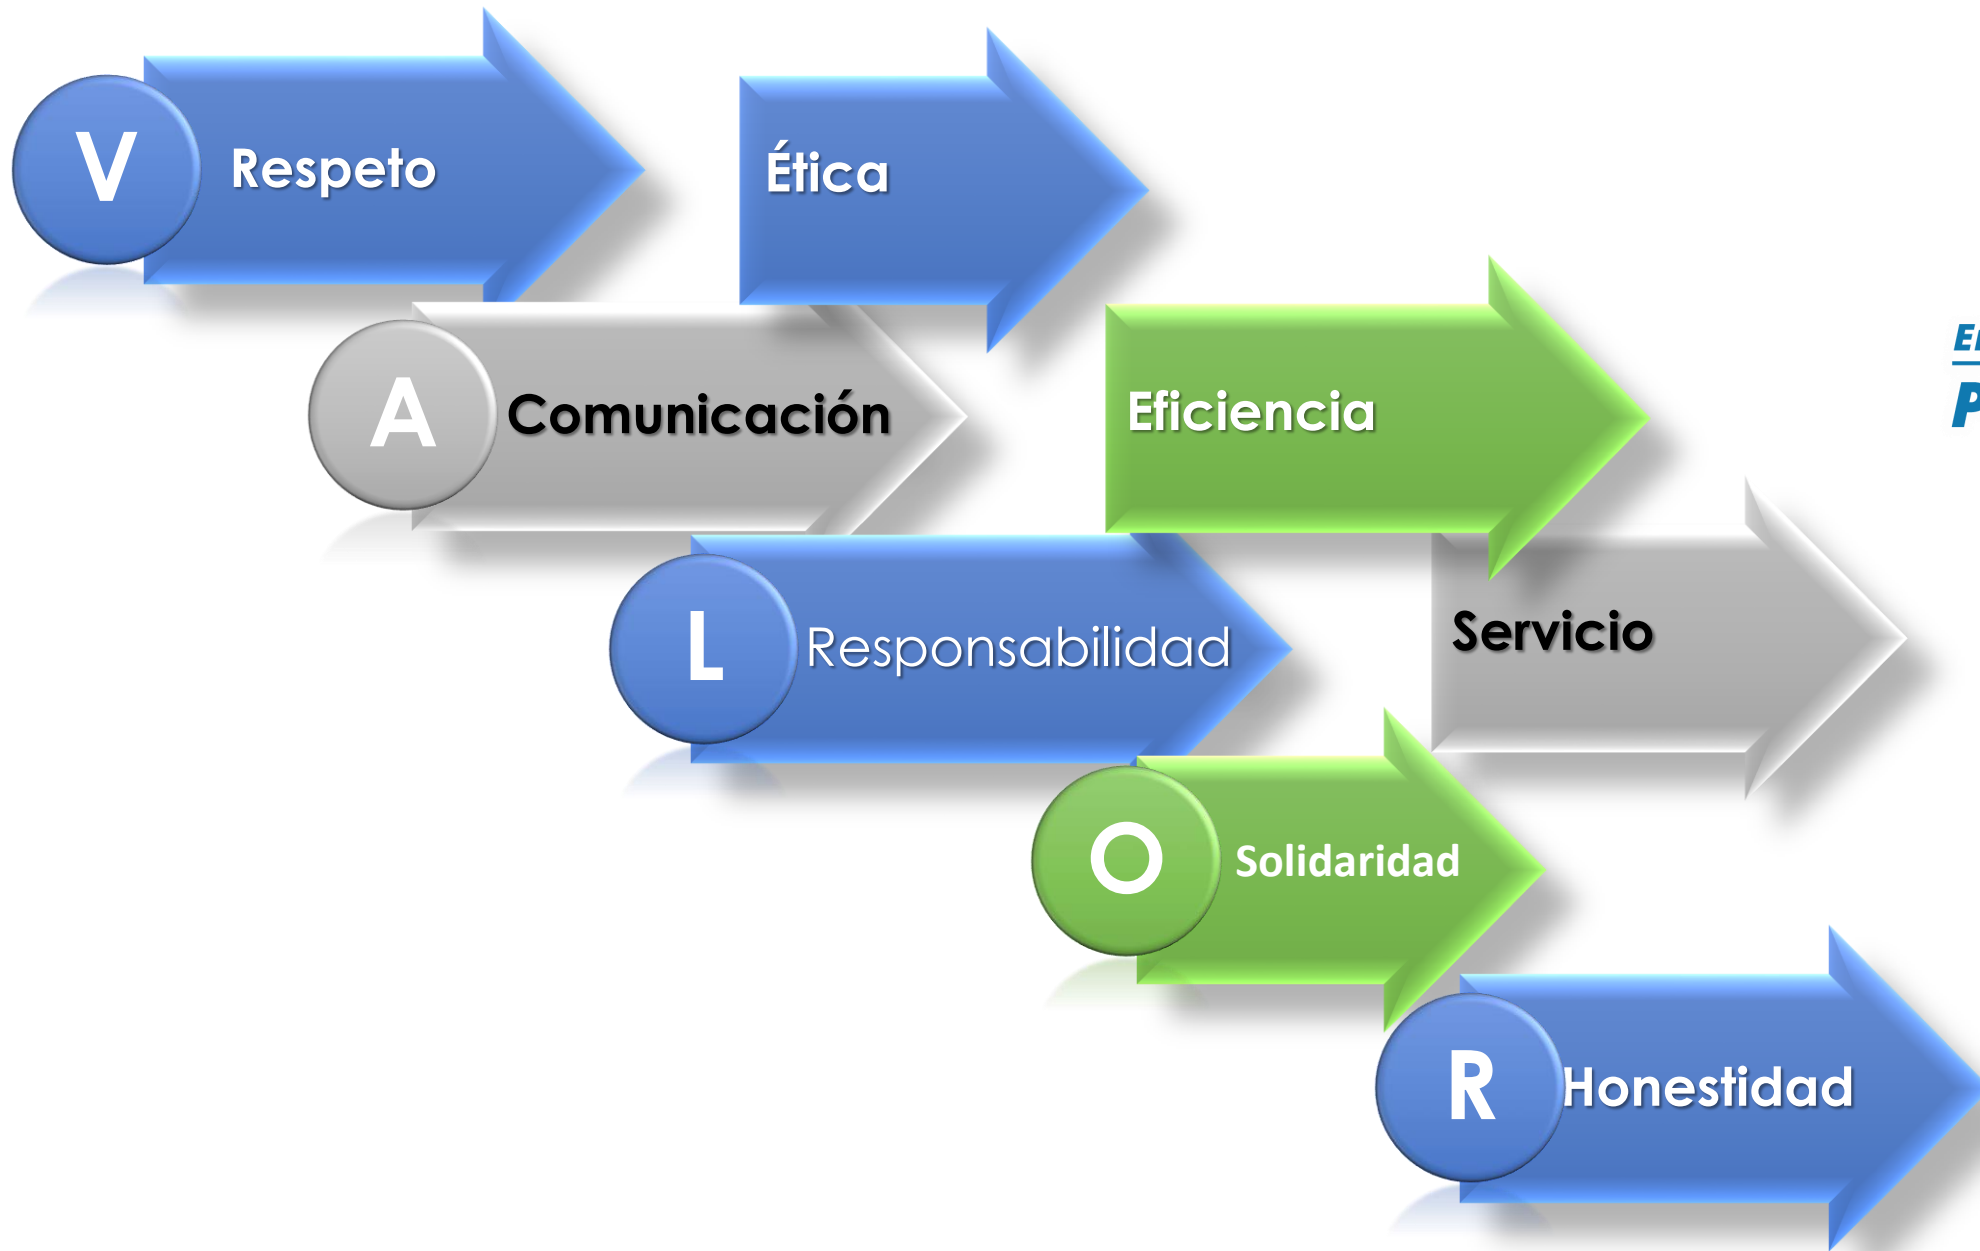 V Respeto Ética
A Comunicación Eficiencia
L Responsabilidad Servicio
O Solidaridad
R Honestidad